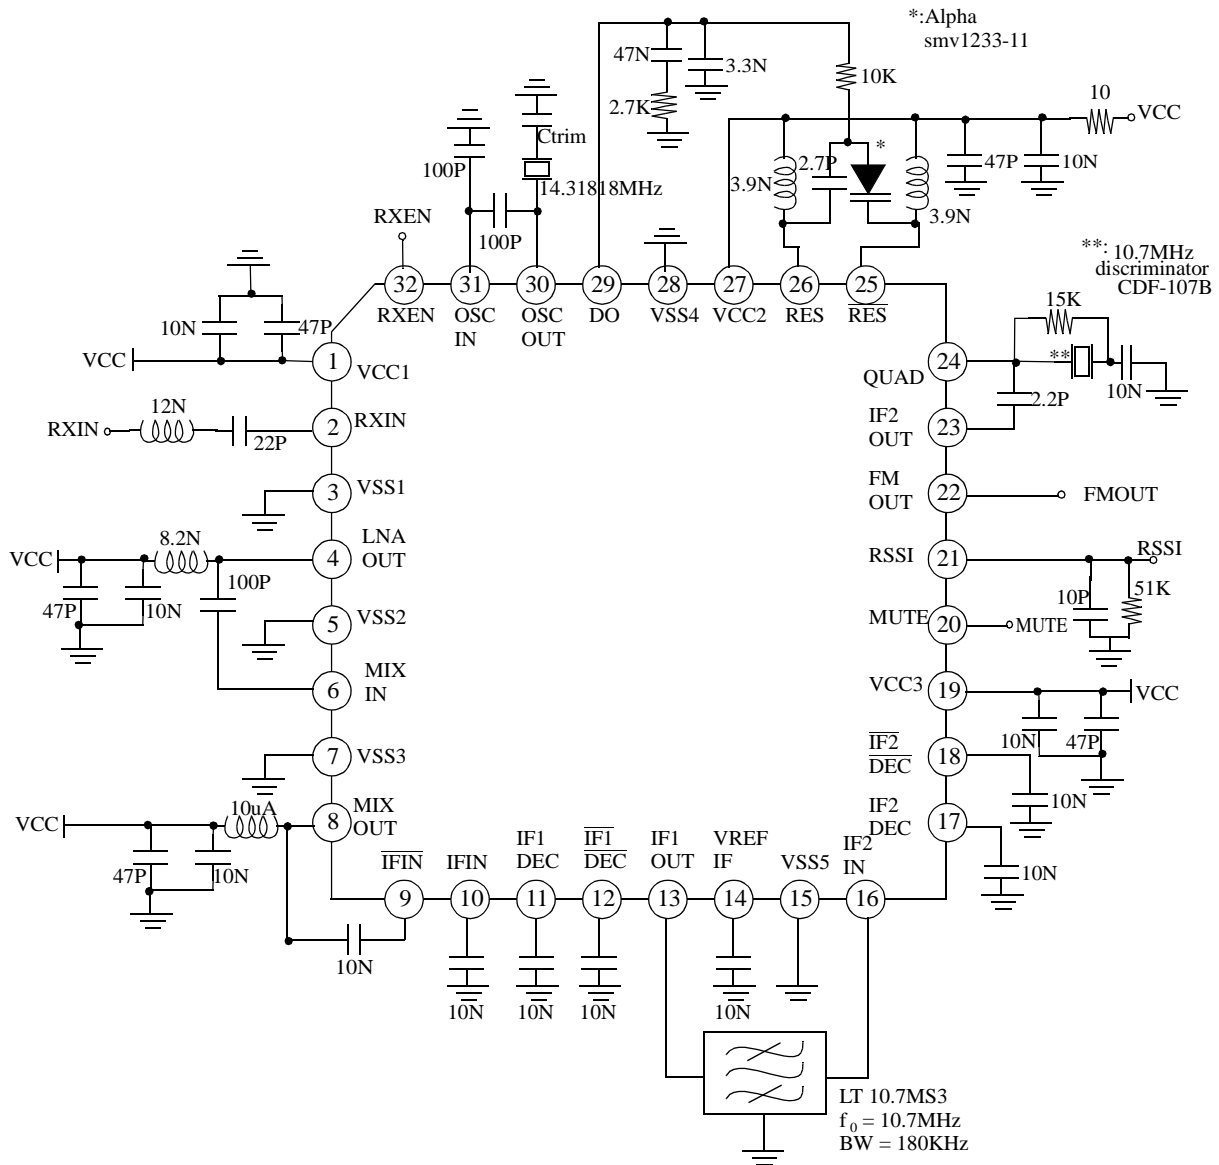 *:Alpha
smv1233-11
47N
3.3N
10K
2.7K
10
VCC
Ctrim
100P
14.31818MHz
100P
2.7P
*
3.9N
3.9N
47P
10N
RXEN
**: 10.7MHz
discriminator
CDF-107B
32
31
30
29
28
27
26
25
RXEN
OSC
IN
OSC
OUT
DO
VSS4
VCC2
RES
RES
15K
10N
47P
VCC
1
VCC1
24
QUAD
**
10N
2.2P
12N
RXIN
22P
2
RXIN
IF2
OUT
23
3
VSS1
FM
OUT
22
FMOUT
8.2N
VCC
100P
47P
10N
4
LNA
OUT
RSSI
21
RSSI
10P
51K
5
VSS2
MUTE
20
MUTE
6
MIX
IN
VCC3
19
VCC
10N
47P
7
VSS3
IF2
DEC
18
10N
10uA
VCC
47P
10N
8
MIX
OUT
IF2
DEC
17
10N
IFIN
IFIN
IF1
DEC
IF1
DEC
IF1
OUT
VREF
IF
VSS5
IF2
IN
9
10
11
12
13
14
15
16
10N
10N
10N
10N
10N
LT 10.7MS3
f0 = 10.7MHz
BW = 180KHz